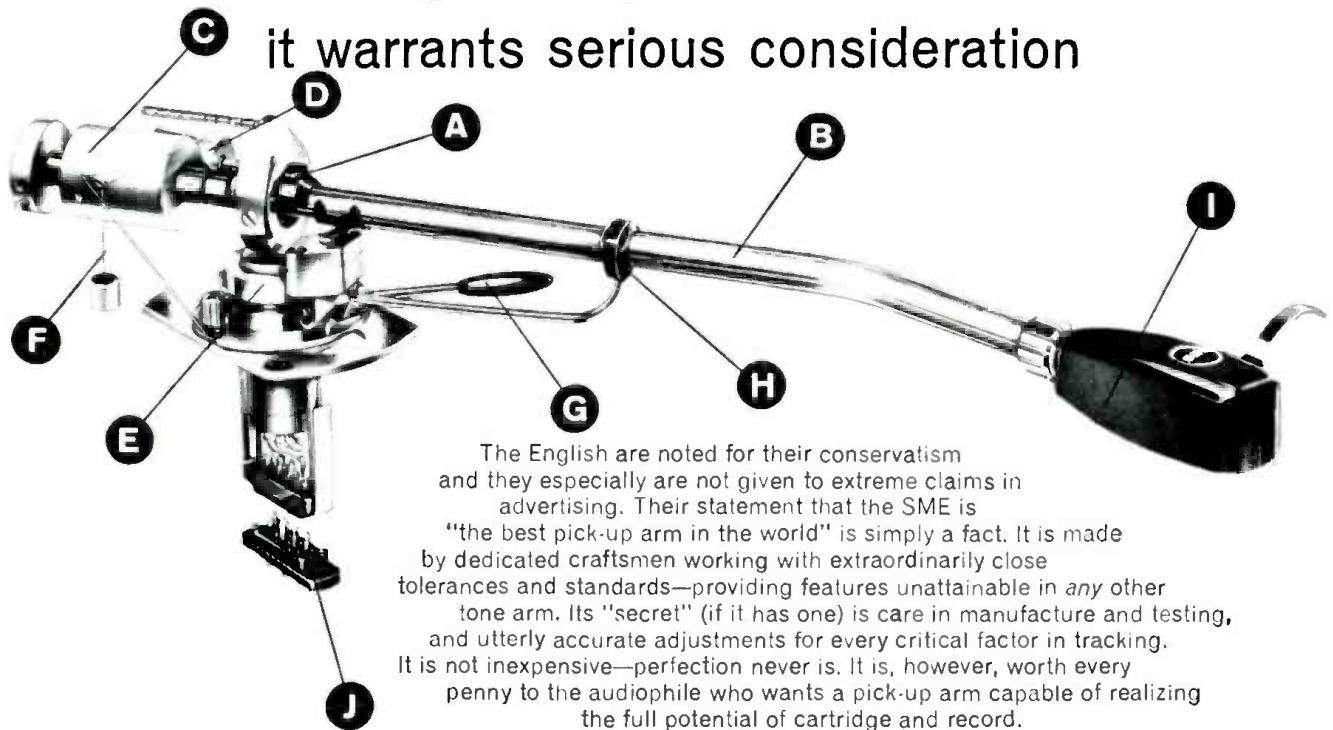 it warrants serious consideration
C
D
A
B
I
F
E
G
H
J
The English are noted for their conservatism
and they especially are not given to extreme claims in
advertising. Their statement that the SME is
"the best pick-up arm in the world" is simply a fact. It is made
by dedicated craftsmen working with extraordinarily close
tolerances and standards—providing features unattainable in any other
tone arm. Its "secret" (if it has one) is care in manufacture and testing,
and utterly accurate adjustments for every critical factor in tracking.
It is not inexpensive—perfection never is. It is, however, worth every
penny to the audiophile who wants a pick-up arm capable of realizing
the full potential of cartridge and record.